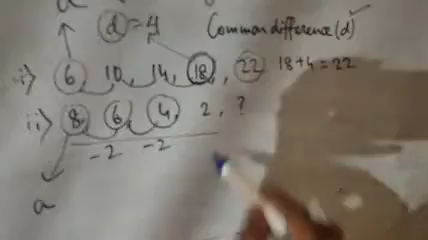 a
d = 4 Common difference (d)
i) 6, 10, 14, 18, 22 18+4=22
ii) 8, 6, 4, 2, ?
-2 -2
a